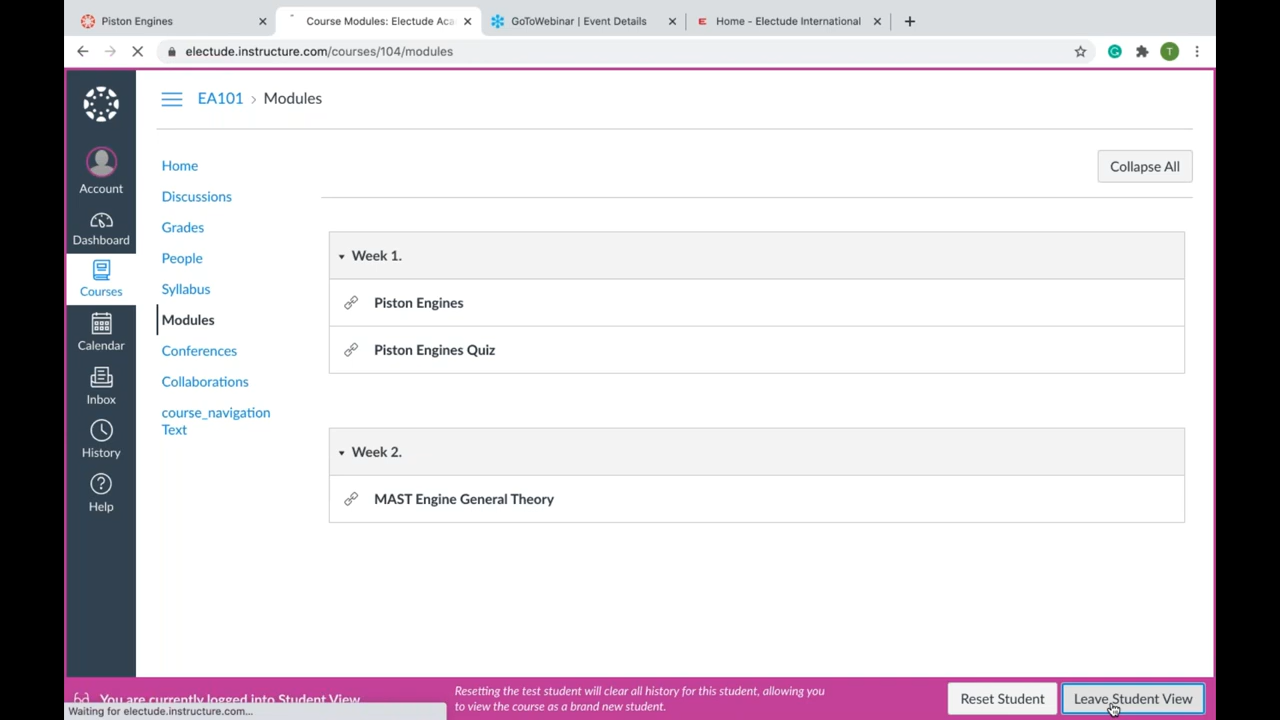 Piston Engines
Course Modules: Electude Aca
GoToWebinar | Event Details
Home - Electude International
electude.instructure.com/courses/104/modules
EA101 > Modules
Account
Dashboard
Courses
Calendar
Inbox
History
Help
Home
Discussions
Grades
People
Syllabus
Modules
Conferences
Collaborations
course_navigation
Text
Collapse All
Week 1.
Piston Engines
Piston Engines Quiz
Week 2.
MAST Engine General Theory
You are currently logged into Student View
Resetting the test student will clear all history for this student, allowing you
to view the course as a brand new student.
Reset Student
Leave Student View
Waiting for electude.instructure.com...